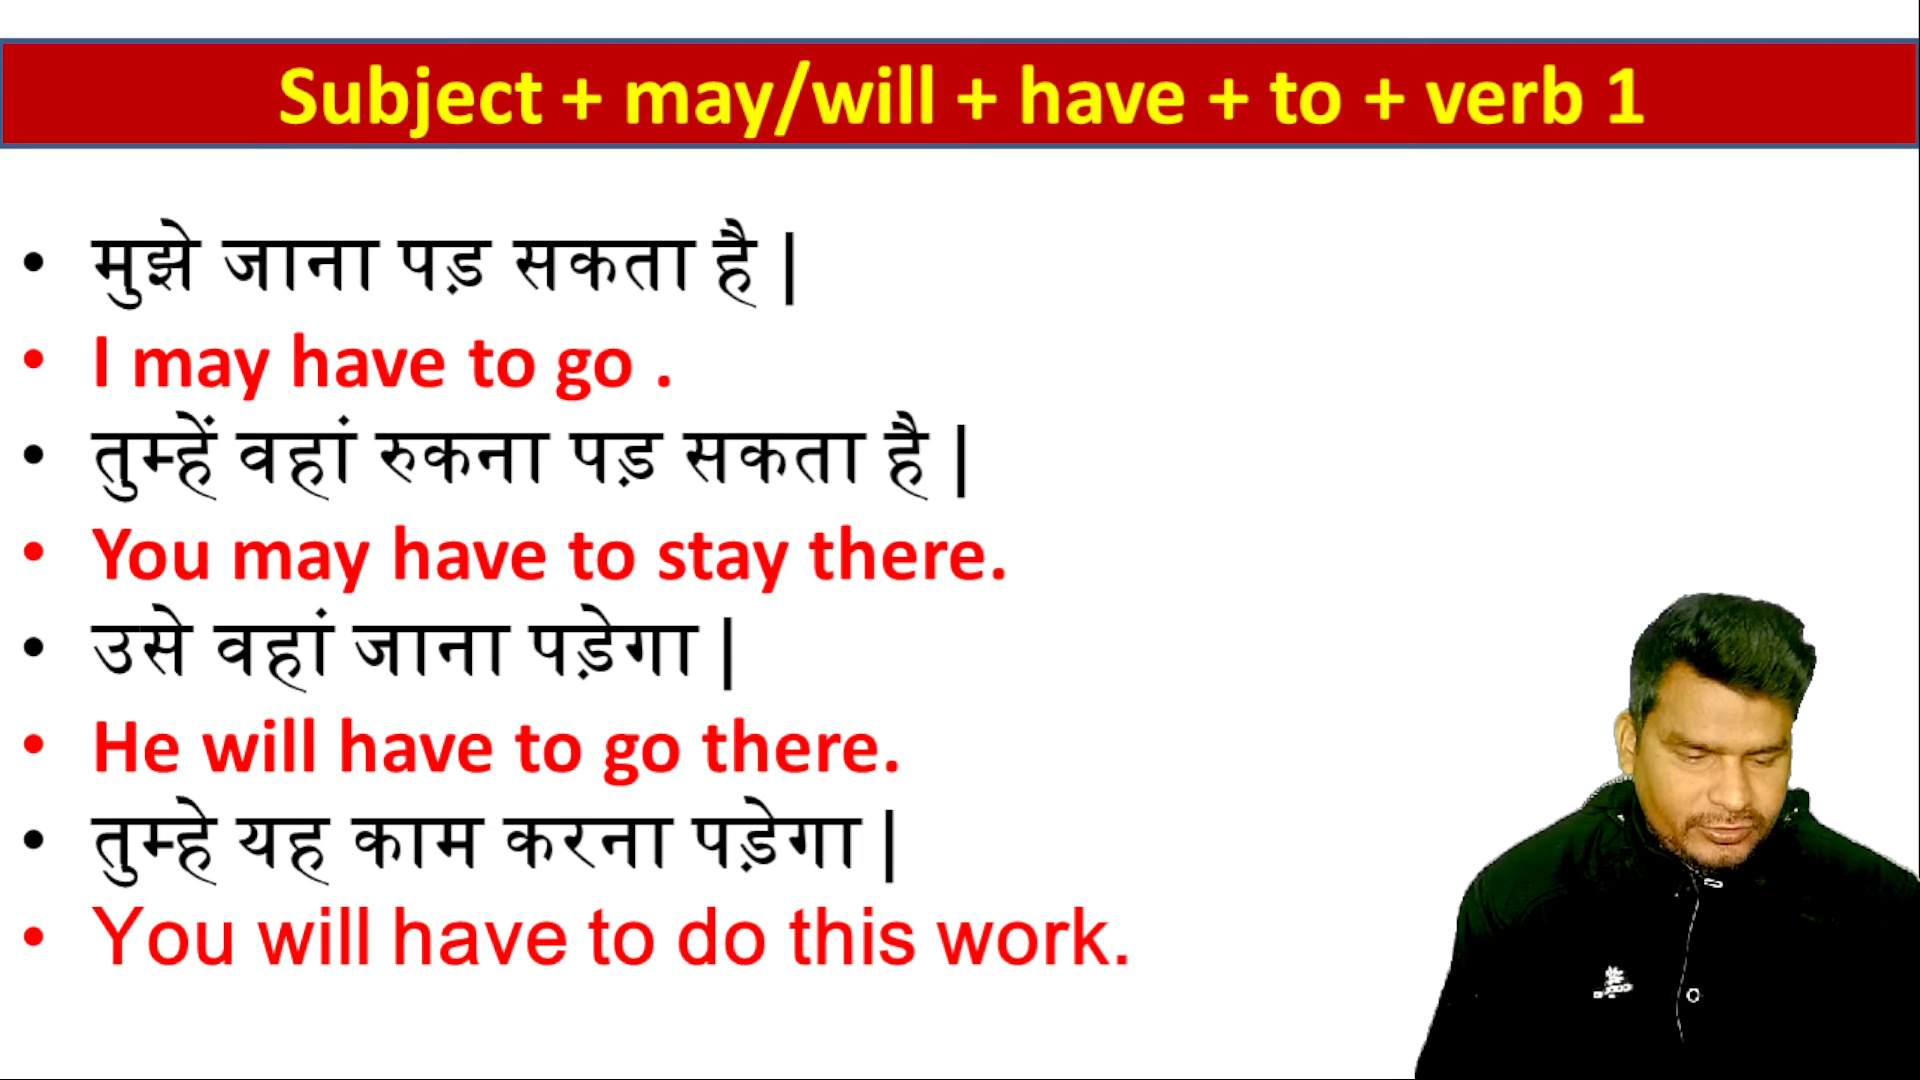 Subject + may/will + have + to + verb 1
• मुझे जाना पड़ सकता है |
• I may have to go .
• तुम्हें वहां रुकना पड़ सकता है |
• You may have to stay there.
• उसे वहां जाना पड़ेगा |
• He will have to go there.
• तुम्हे यह काम करना पड़ेगा |
• You will have to do this work.